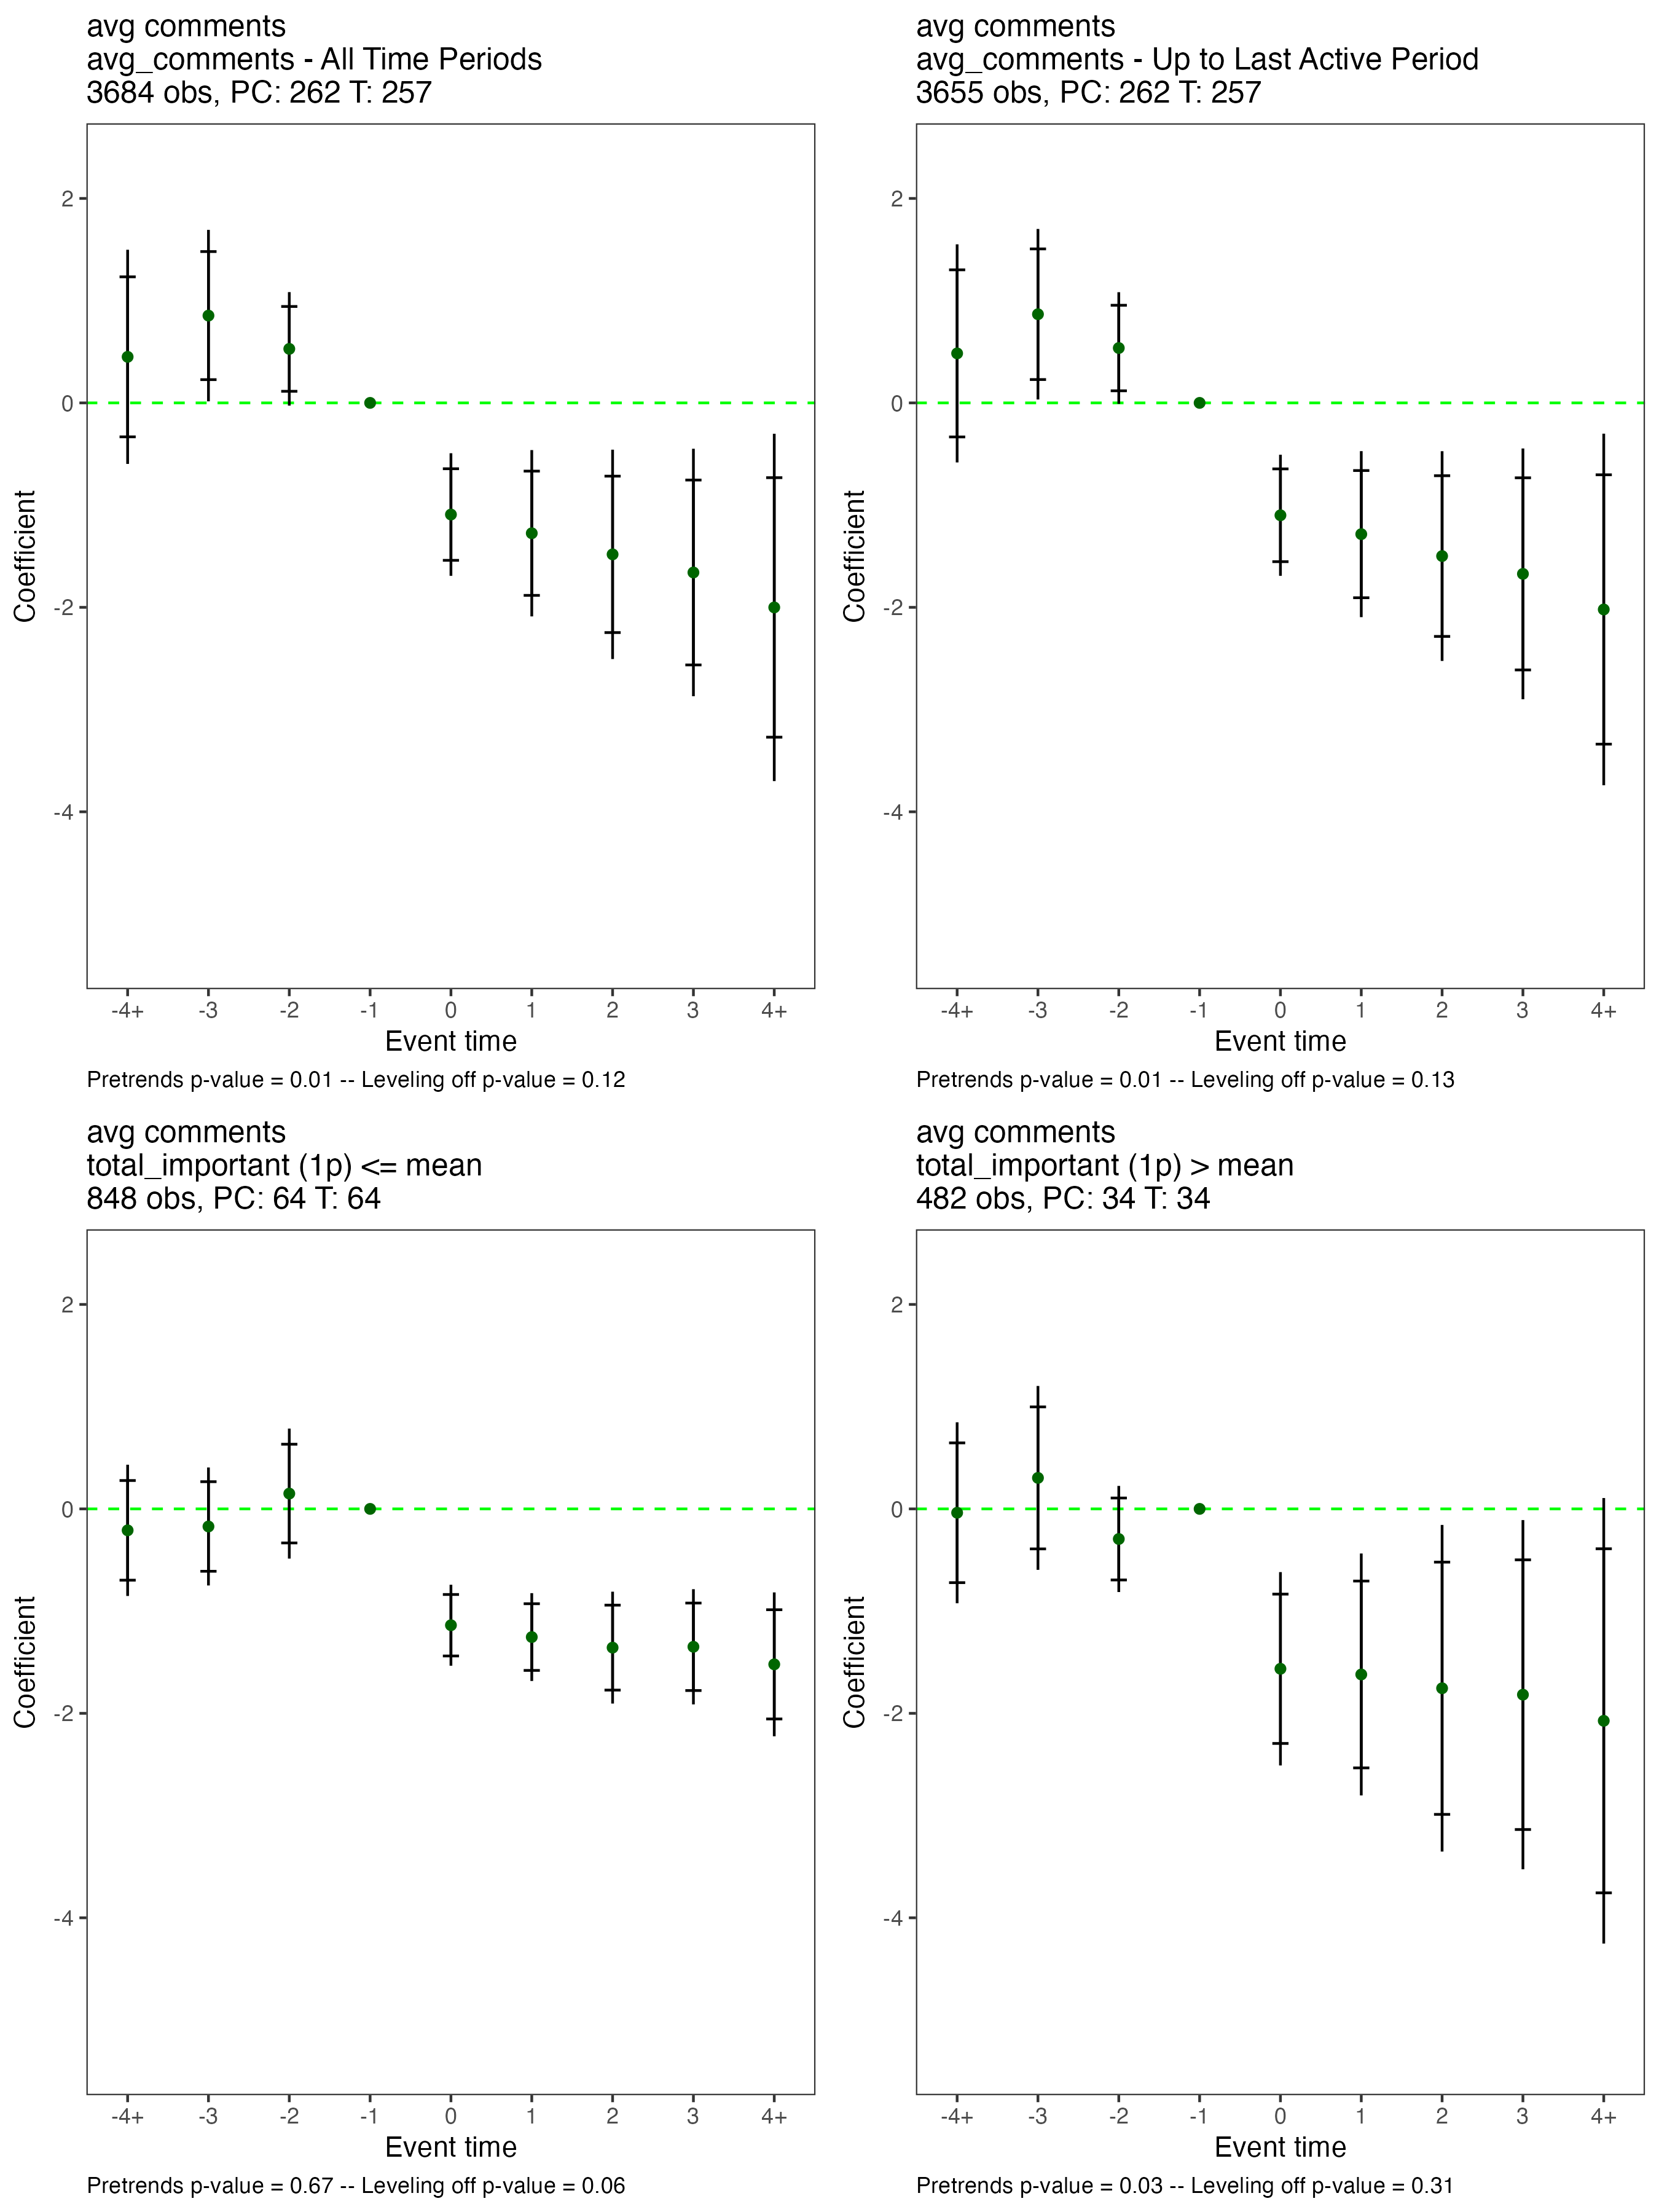 avg comments
avg_comments - All Time Periods
3684 obs, PC: 262 T: 257
2
0
-2
-4
Coefficient
-4+ -3 -2 -1 0 1 2 3 4+
Event time
Pretrends p-value = 0.01 -- Leveling off p-value = 0.12
avg comments
avg_comments - Up to Last Active Period
3655 obs, PC: 262 T: 257
2
0
-2
-4
Coefficient
-4+ -3 -2 -1 0 1 2 3 4+
Event time
Pretrends p-value = 0.01 -- Leveling off p-value = 0.13
avg comments
total_important (1p) <= mean
848 obs, PC: 64 T: 64
2
0
-2
-4
Coefficient
-4+ -3 -2 -1 0 1 2 3 4+
Event time
Pretrends p-value = 0.67 -- Leveling off p-value = 0.06
avg comments
total_important (1p) > mean
482 obs, PC: 34 T: 34
2
0
-2
-4
Coefficient
-4+ -3 -2 -1 0 1 2 3 4+
Event time
Pretrends p-value = 0.03 -- Leveling off p-value = 0.31